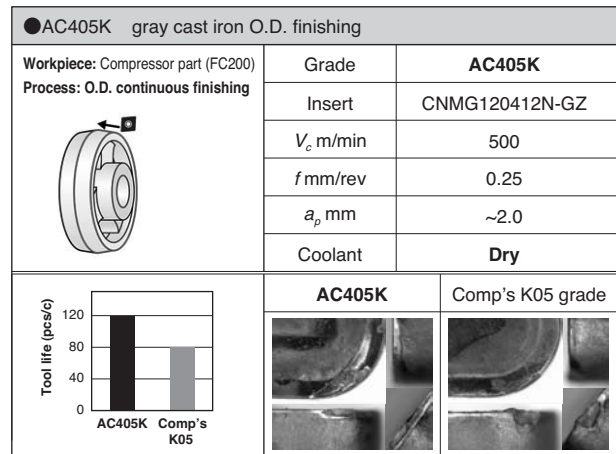 ●AC405K gray cast iron O.D. finishing
Workpiece: Compressor part (FC200)
Process: O.D. continuous finishing
Grade AC405K
Insert CNMG120412N-GZ
Vc m/min 500
f mm/rev 0.25
ap mm ~2.0
Coolant Dry
Tool life (pcs/c)
120
80
40
0
AC405K Comp's
K05
AC405K Comp's K05 grade